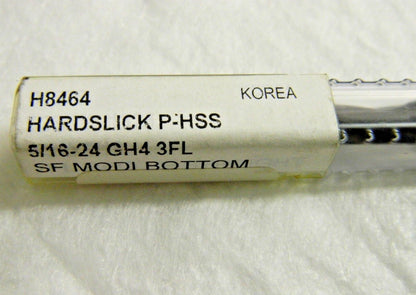 H8464 KOREA
HARDSLICK P-HSS
5/16-24 GH4 3FL
SF MODI BOTTOM